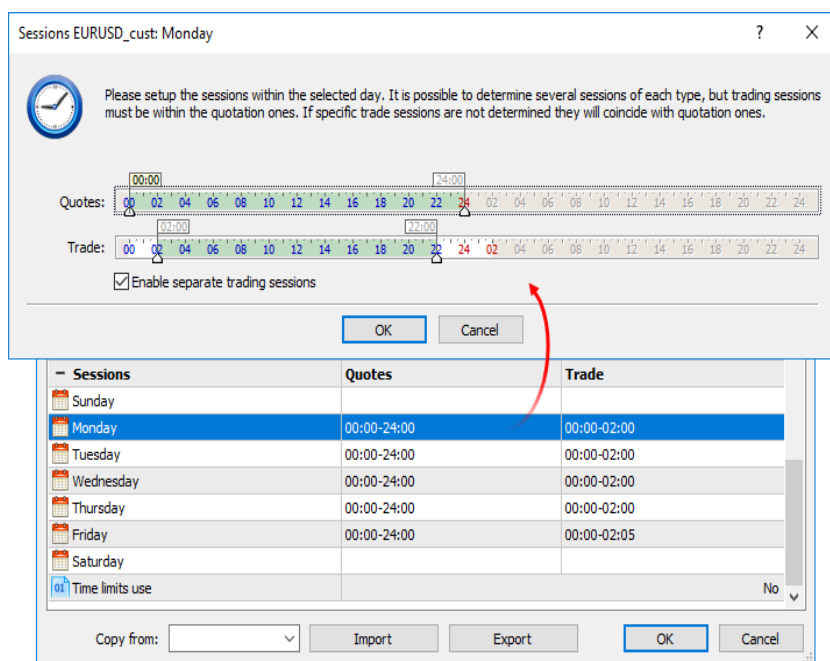 Sessions EURUSD_cust: Monday ?
Please setup the sessions within the selected day. It is possible to determine several sessions of each type, but trading sessions
must be within the quotation ones. If specific trade sessions are not determined they will coincide with quotation ones.
00:00 24:00
Quotes: 00 02 04 06 08 10 12 14 16 18 20 22 24 02 04 06 08 10 12 14 16 18 20 22 24
02:00 22:00
Trade: 00 02 04 06 08 10 12 14 16 18 20 22 24 02 04 06 08 10 12 14 16 18 20 22 24
Enable separate trading sessions
OK Cancel
Sessions Quotes Trade
Sunday
Monday 00:00-24:00 00:00-02:00
Tuesday 00:00-24:00 00:00-02:00
Wednesday 00:00-24:00 00:00-02:00
Thursday 00:00-24:00 00:00-02:00
Friday 00:00-24:00 00:00-02:05
Saturday
01 Time limits use No
Copy from: Import Export OK Cancel